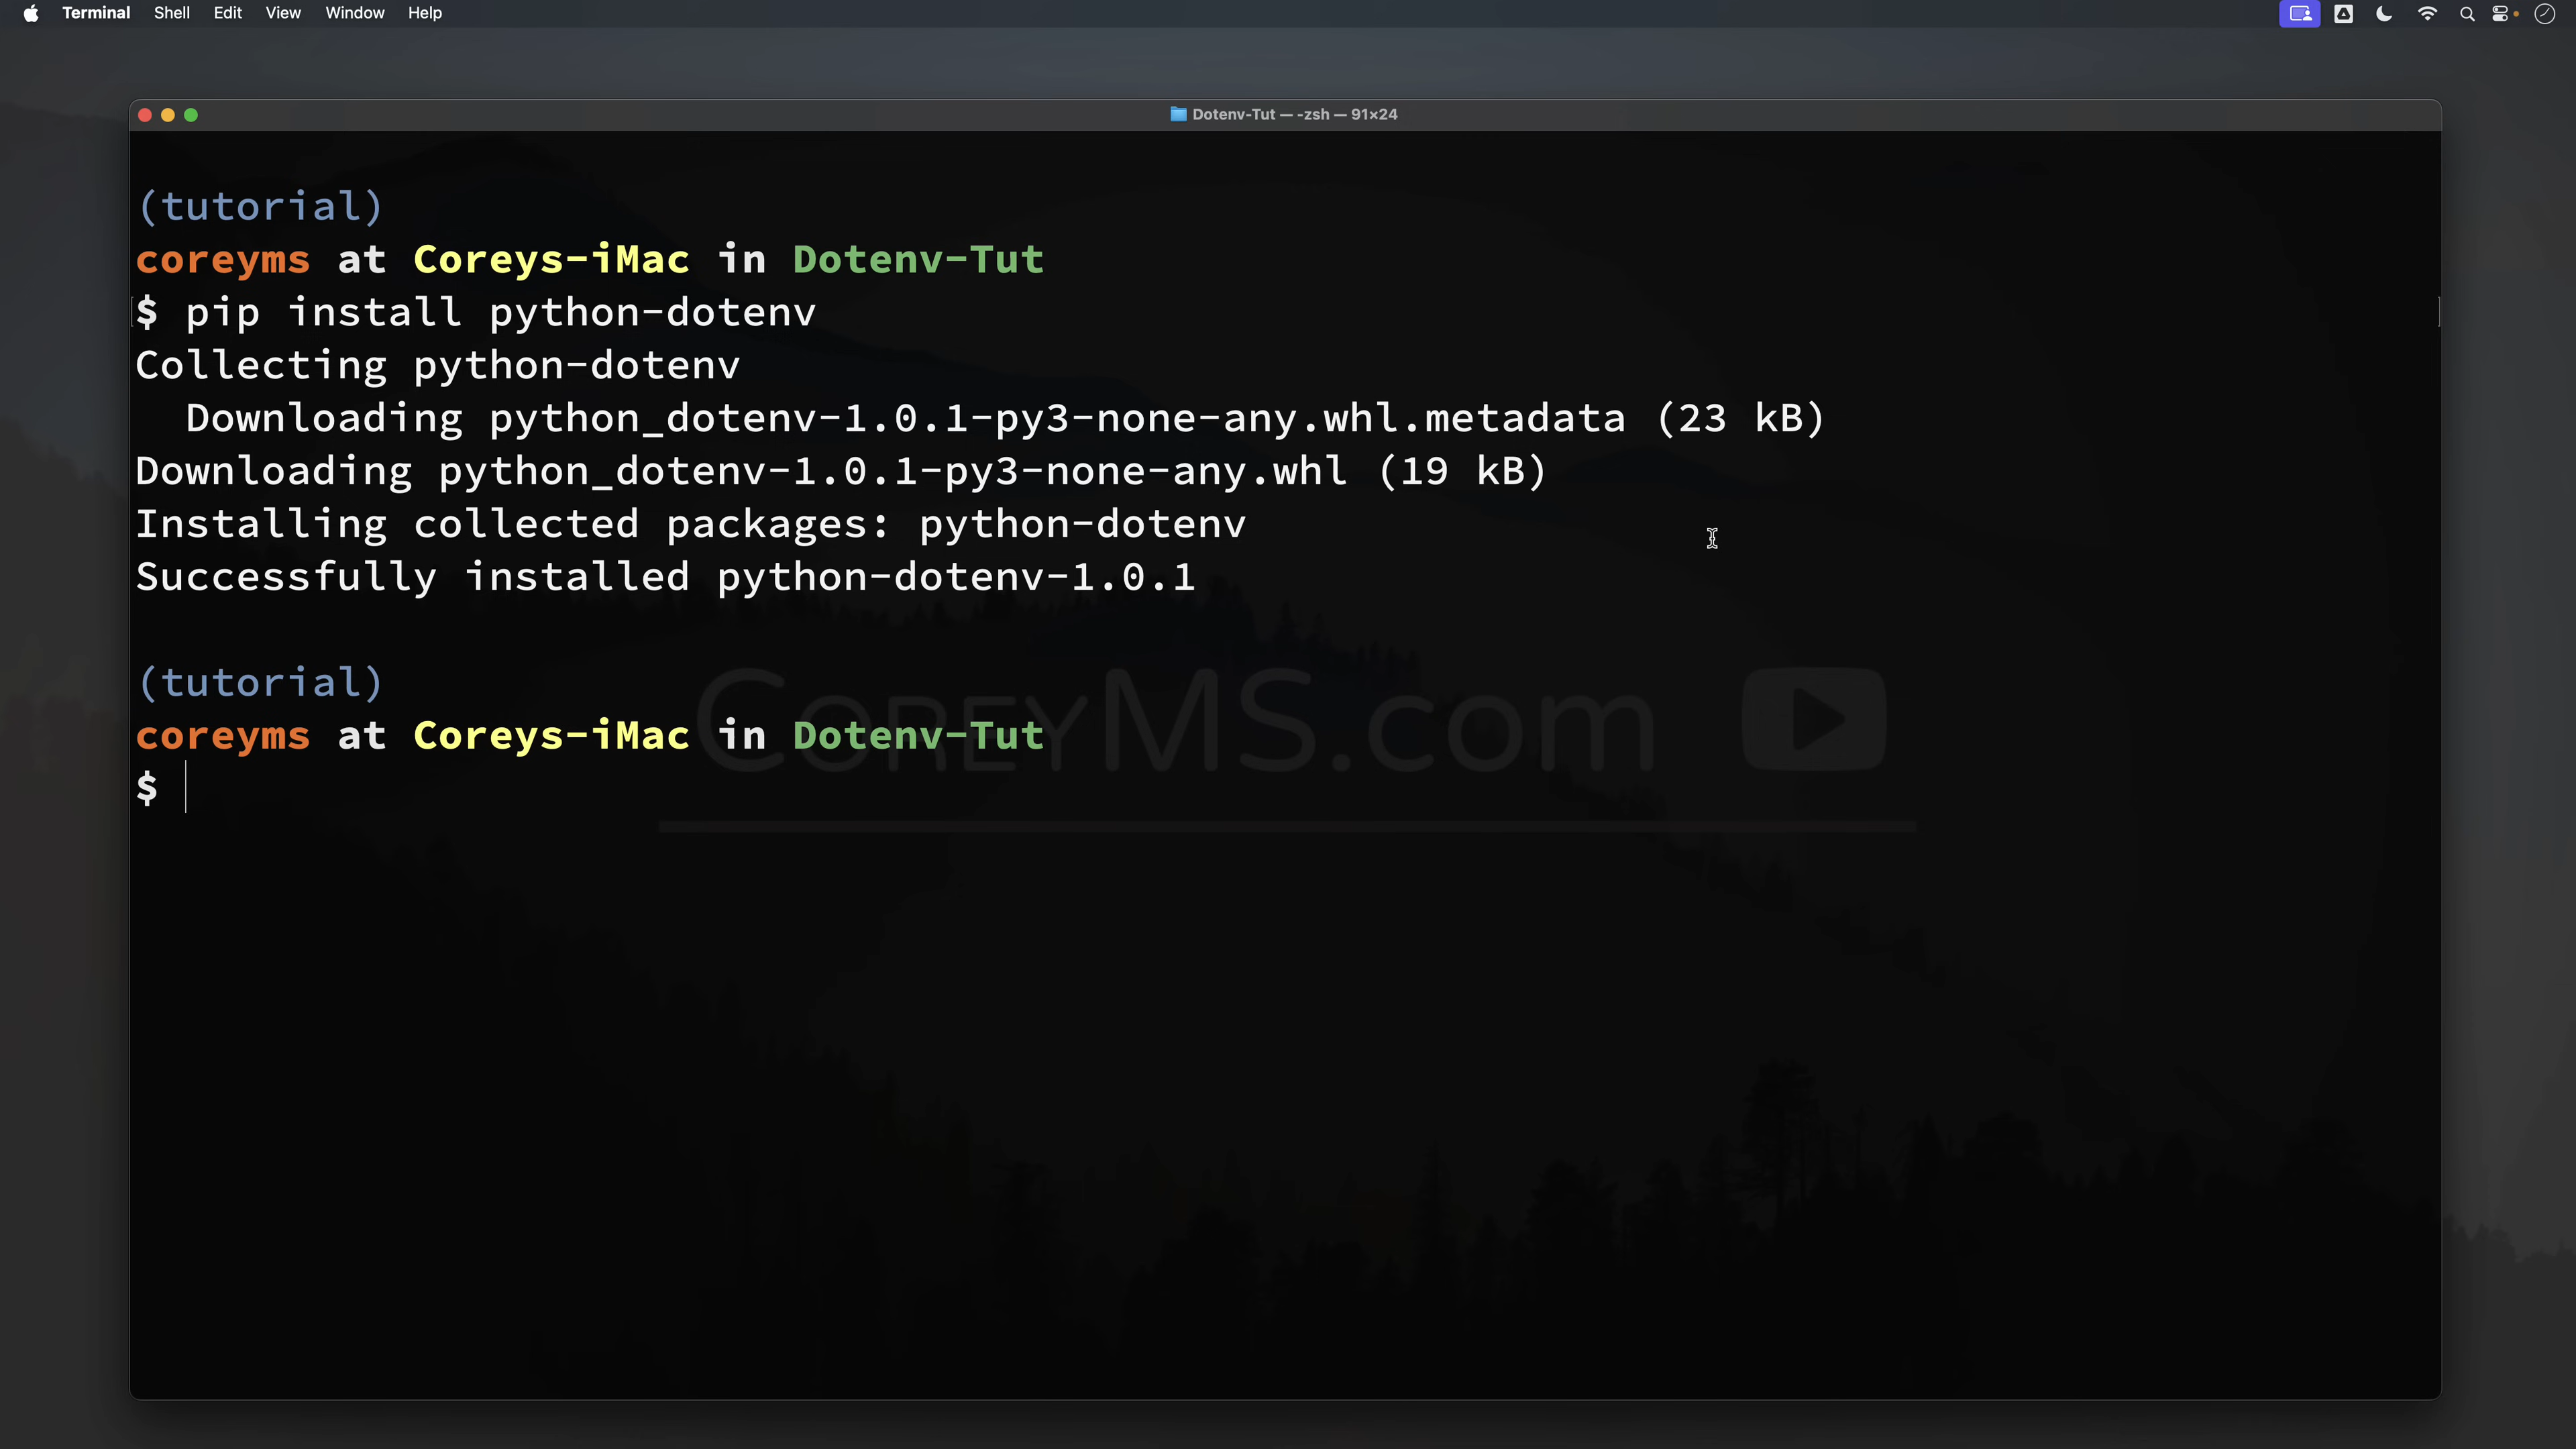 Terminal Shell Edit View Window Help
Dotenv-Tut — -zsh — 91×24
(tutorial)
coreyms at Coreys-iMac in Dotenv-Tut
$ pip install python-dotenv
Collecting python-dotenv
  Downloading python_dotenv-1.0.1-py3-none-any.whl.metadata (23 kB)
Downloading python_dotenv-1.0.1-py3-none-any.whl (19 kB)
Installing collected packages: python-dotenv
Successfully installed python-dotenv-1.0.1
(tutorial)
coreyms at Coreys-iMac in Dotenv-Tut
CoreyMS.com
$